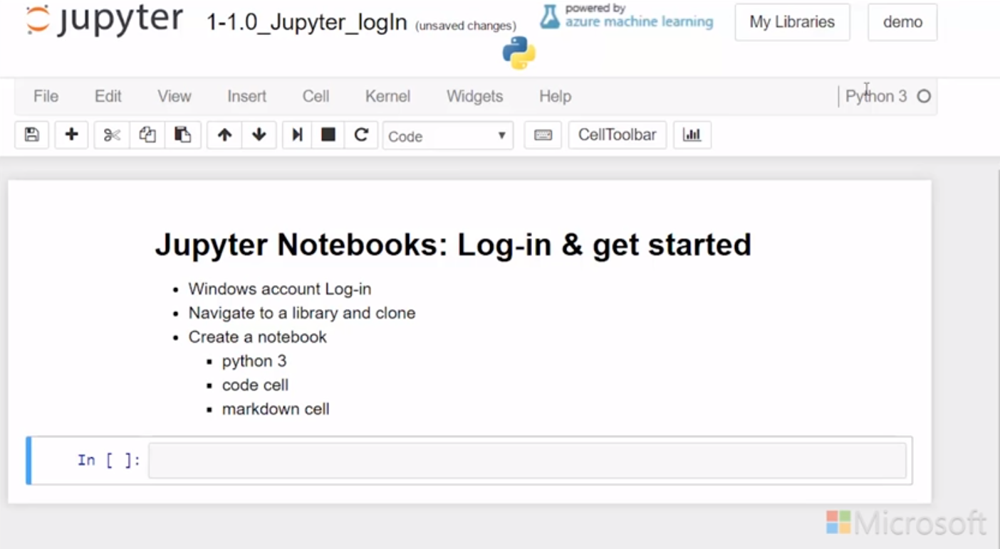 jupyter 1-1.0_Jupyter_logIn (unsaved changes)
powered by
azure machine learning
My Libraries
demo
File Edit View Insert Cell Kernel Widgets Help Python 3
Code CellToolbar
Jupyter Notebooks: Log-in & get started
• Windows account Log-in
• Navigate to a library and clone
• Create a notebook
▪ python 3
▪ code cell
▪ markdown cell
In [ ]:
Microsoft